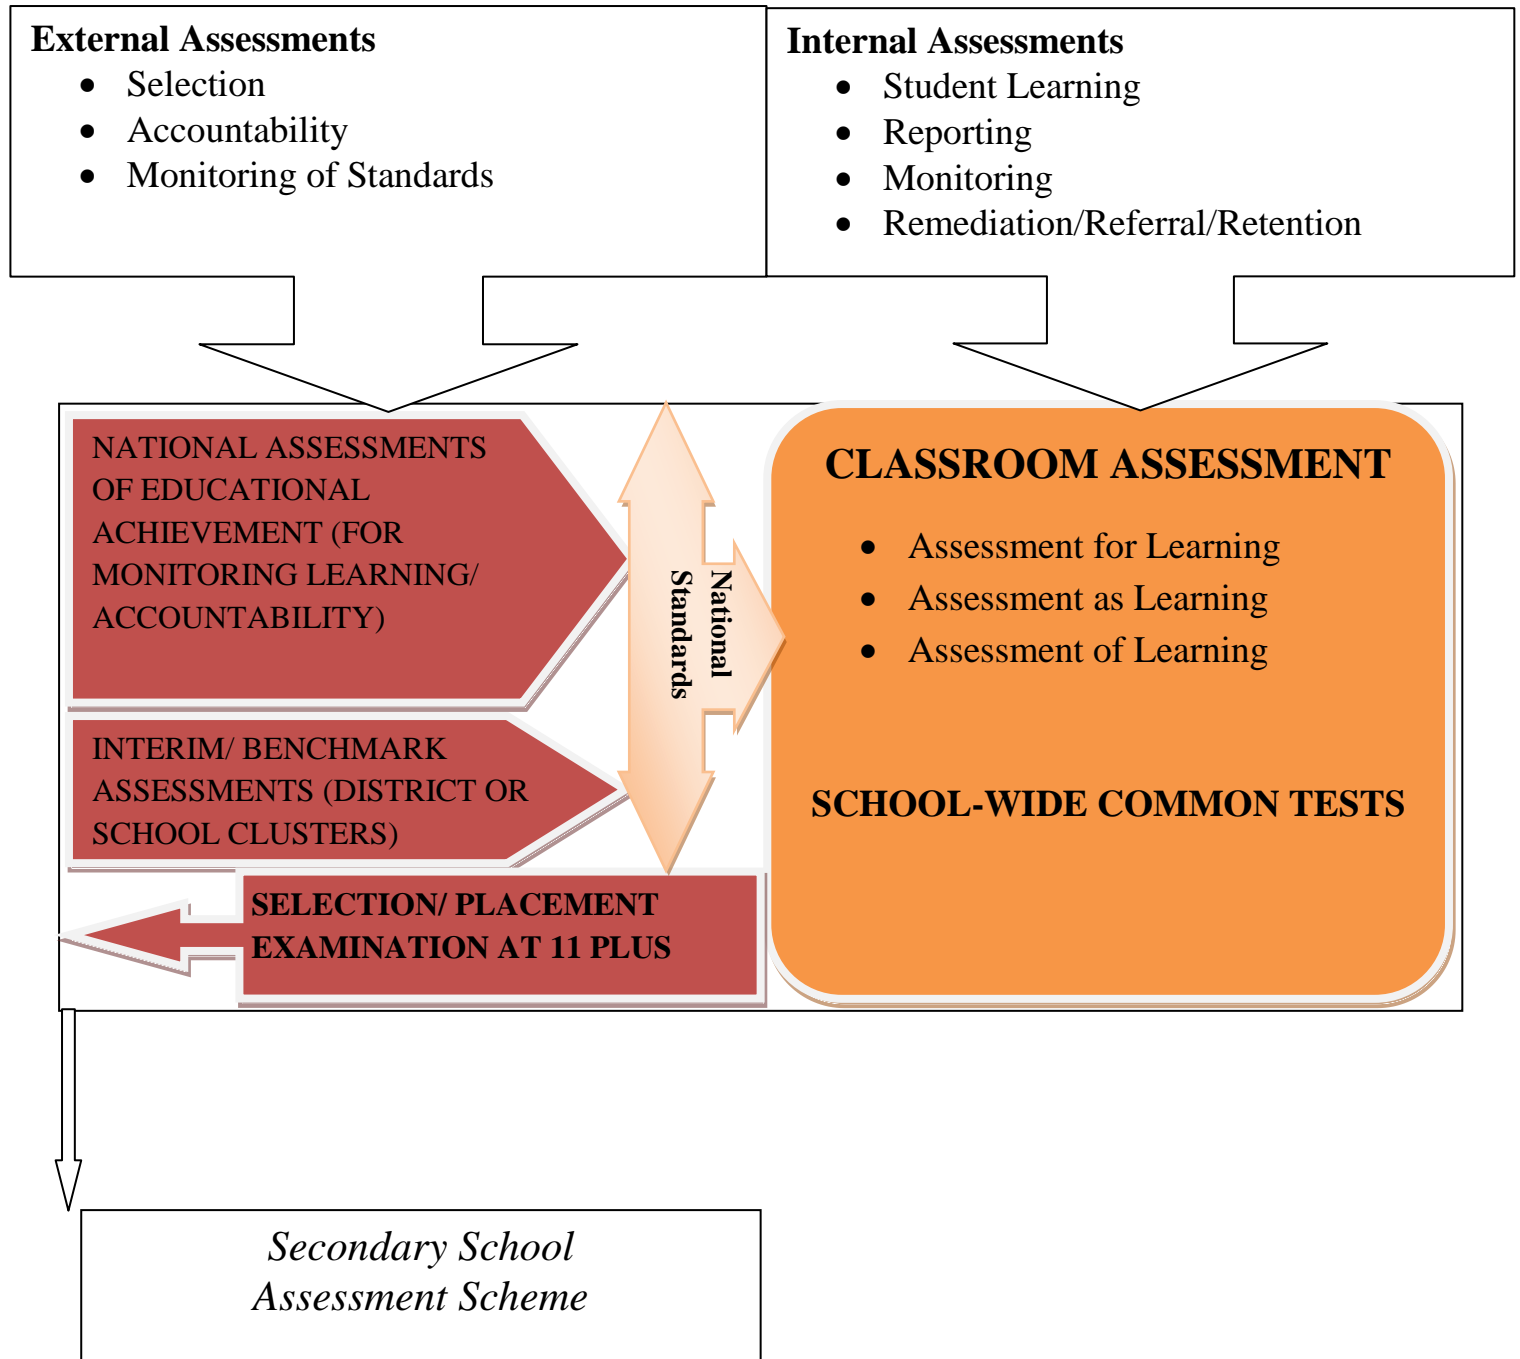 External Assessments
• Selection
• Accountability
• Monitoring of Standards
Internal Assessments
• Student Learning
• Reporting
• Monitoring
• Remediation/Referral/Retention
NATIONAL ASSESSMENTS
OF EDUCATIONAL
ACHIEVEMENT (FOR
MONITORING LEARNING/
ACCOUNTABILITY)
INTERIM/ BENCHMARK
ASSESSMENTS (DISTRICT OR
SCHOOL CLUSTERS)
SELECTION/ PLACEMENT
EXAMINATION AT 11 PLUS
National
Standards
CLASSROOM ASSESSMENT
• Assessment for Learning
• Assessment as Learning
• Assessment of Learning
SCHOOL-WIDE COMMON TESTS
Secondary School
Assessment Scheme